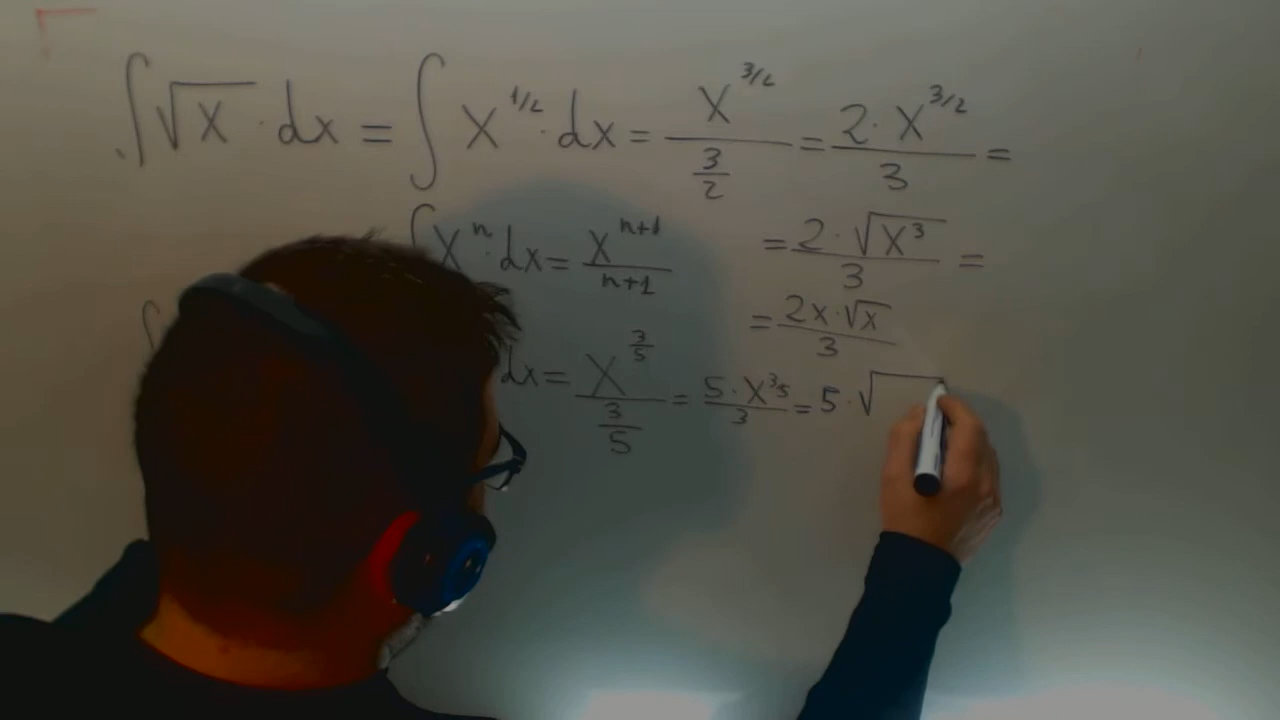 ∫√x · dx = ∫ x^{1/2} · dx = x^{3/2} / (3/2) = 2 · x^{3/2} / 3 =
∫ x^n · dx = x^{n+1} / (n+1)
= 2 · √(x^3) / 3 =
= 2x · √x / 3
∫ dx = x^{3/5} / (3/5) = 5 · x^{3/5} / 3 = 5 · √